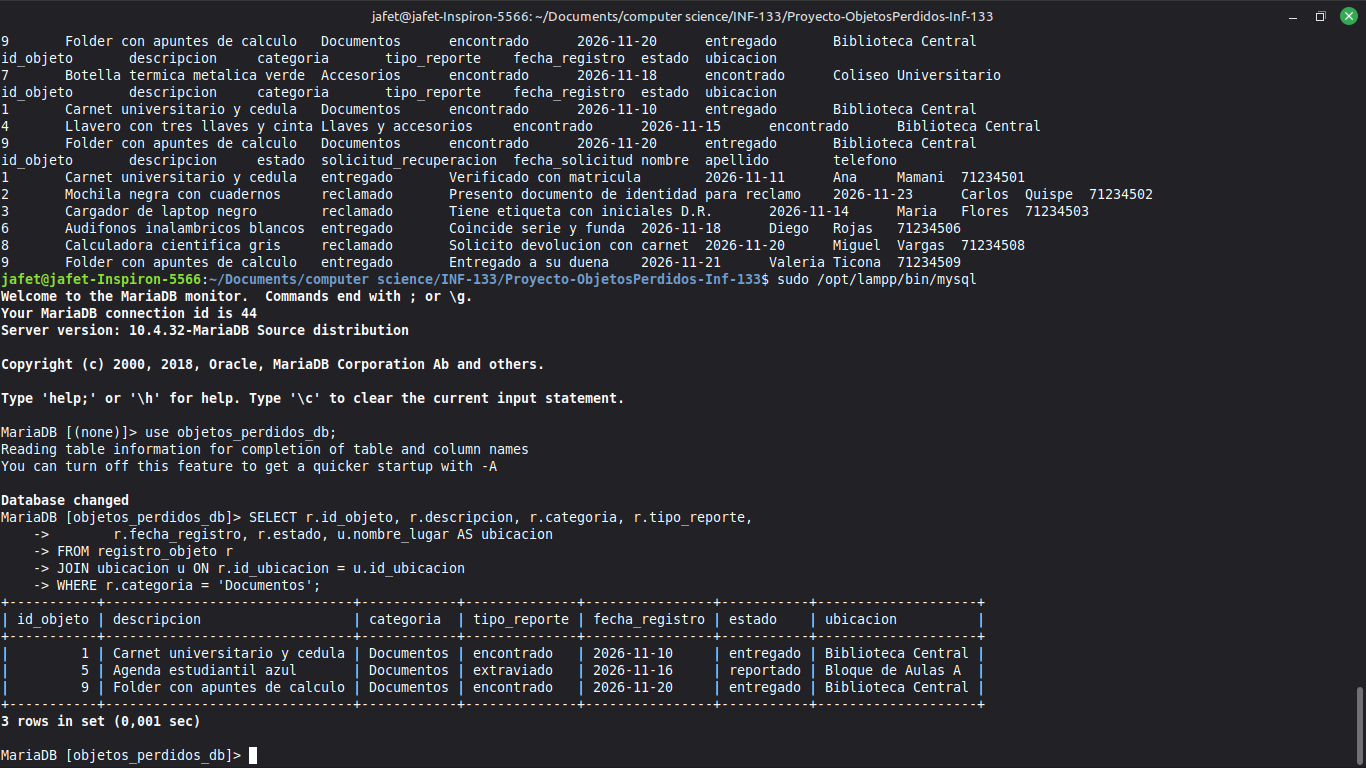 jafet@jafet-Inspiron-5566: ~/Documents/computer science/INF-133/Proyecto-ObjetosPerdidos-Inf-133
9       Folder con apuntes de calculo   Documentos      encontrado      2026-11-20      entregado       Biblioteca Central
id_objeto       descripcion     categoria       tipo_reporte    fecha_registro  estado  ubicacion
7       Botella termica metalica verde  Accesorios      encontrado      2026-11-18      encontrado      Coliseo Universitario
id_objeto       descripcion     categoria       tipo_reporte    fecha_registro  estado  ubicacion
1       Carnet universitario y cedula   Documentos      encontrado      2026-11-10      entregado       Biblioteca Central
4       Llavero con tres llaves y cinta Llaves y accesorios     encontrado      2026-11-15      encontrado      Biblioteca Central
9       Folder con apuntes de calculo   Documentos      encontrado      2026-11-20      entregado       Biblioteca Central
id_objeto       descripcion     estado  solicitud_recuperacion  fecha_solicitud nombre  apellido        telefono
1       Carnet universitario y cedula   entregado       Verificado con matricula        2026-11-11      Ana     Mamani  71234501
2       Mochila negra con cuadernos     reclamado       Presento documento de identidad para reclamo    2026-11-23      Carlos  Quispe  71234502
3       Cargador de laptop negro        reclamado       Tiene etiqueta con iniciales D.R.       2026-11-14      Maria   Flores  71234503
6       Audifonos inalambricos blancos  entregado       Coincide serie y funda  2026-11-18      Diego   Rojas   71234506
8       Calculadora cientifica gris     reclamado       Solicito devolucion con carnet  2026-11-20      Miguel  Vargas  71234508
9       Folder con apuntes de calculo   entregado       Entregado a su duena    2026-11-21      Valeria Ticona  71234509
jafet@jafet-Inspiron-5566:~/Documents/computer science/INF-133/Proyecto-ObjetosPerdidos-Inf-133$ sudo /opt/lampp/bin/mysql
Welcome to the MariaDB monitor.  Commands end with ; or \g.
Your MariaDB connection id is 44
Server version: 10.4.32-MariaDB Source distribution
Copyright (c) 2000, 2018, Oracle, MariaDB Corporation Ab and others.
Type 'help;' or '\h' for help. Type '\c' to clear the current input statement.
MariaDB [(none)]> use objetos_perdidos_db;
Reading table information for completion of table and column names
You can turn off this feature to get a quicker startup with -A
Database changed
MariaDB [objetos_perdidos_db]> SELECT r.id_objeto, r.descripcion, r.categoria, r.tipo_reporte,
    ->        r.fecha_registro, r.estado, u.nombre_lugar AS ubicacion
    -> FROM registro_objeto r
    -> JOIN ubicacion u ON r.id_ubicacion = u.id_ubicacion
    -> WHERE r.categoria = 'Documentos';
+-----------+-------------------------------+------------+--------------+----------------+-----------+--------------------+
| id_objeto | descripcion                   | categoria  | tipo_reporte | fecha_registro | estado    | ubicacion          |
+-----------+-------------------------------+------------+--------------+----------------+-----------+--------------------+
|         1 | Carnet universitario y cedula | Documentos | encontrado   | 2026-11-10     | entregado | Biblioteca Central |
|         5 | Agenda estudiantil azul       | Documentos | extraviado   | 2026-11-16     | reportado | Bloque de Aulas A  |
|         9 | Folder con apuntes de calculo | Documentos | encontrado   | 2026-11-20     | entregado | Biblioteca Central |
+-----------+-------------------------------+------------+--------------+----------------+-----------+--------------------+
3 rows in set (0,001 sec)
MariaDB [objetos_perdidos_db]>